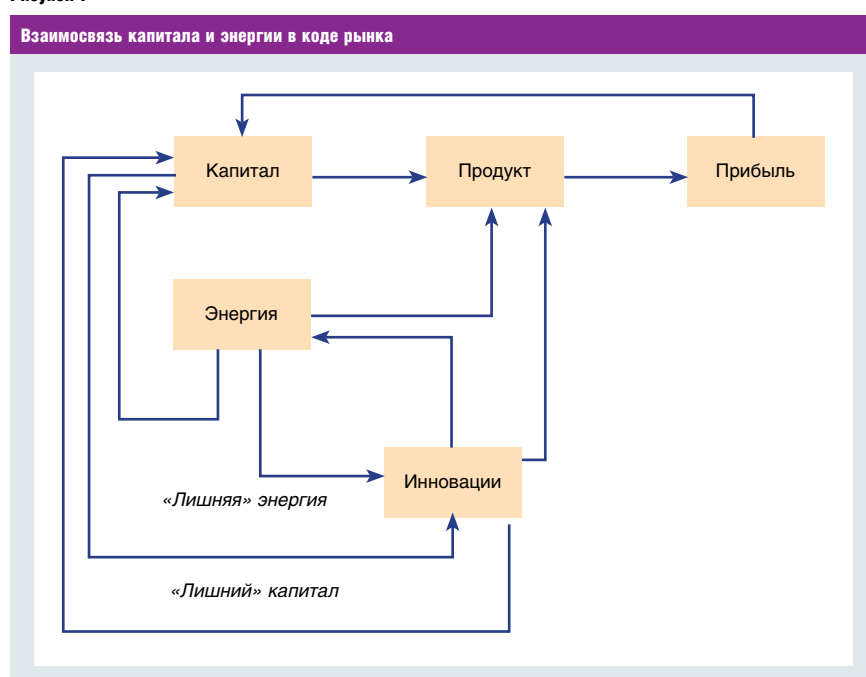 Взаимосвязь капитала и энергии в коде рынка
Капитал
Продукт
Прибыль
Энергия
Инновации
«Лишняя» энергия
«Лишний» капитал